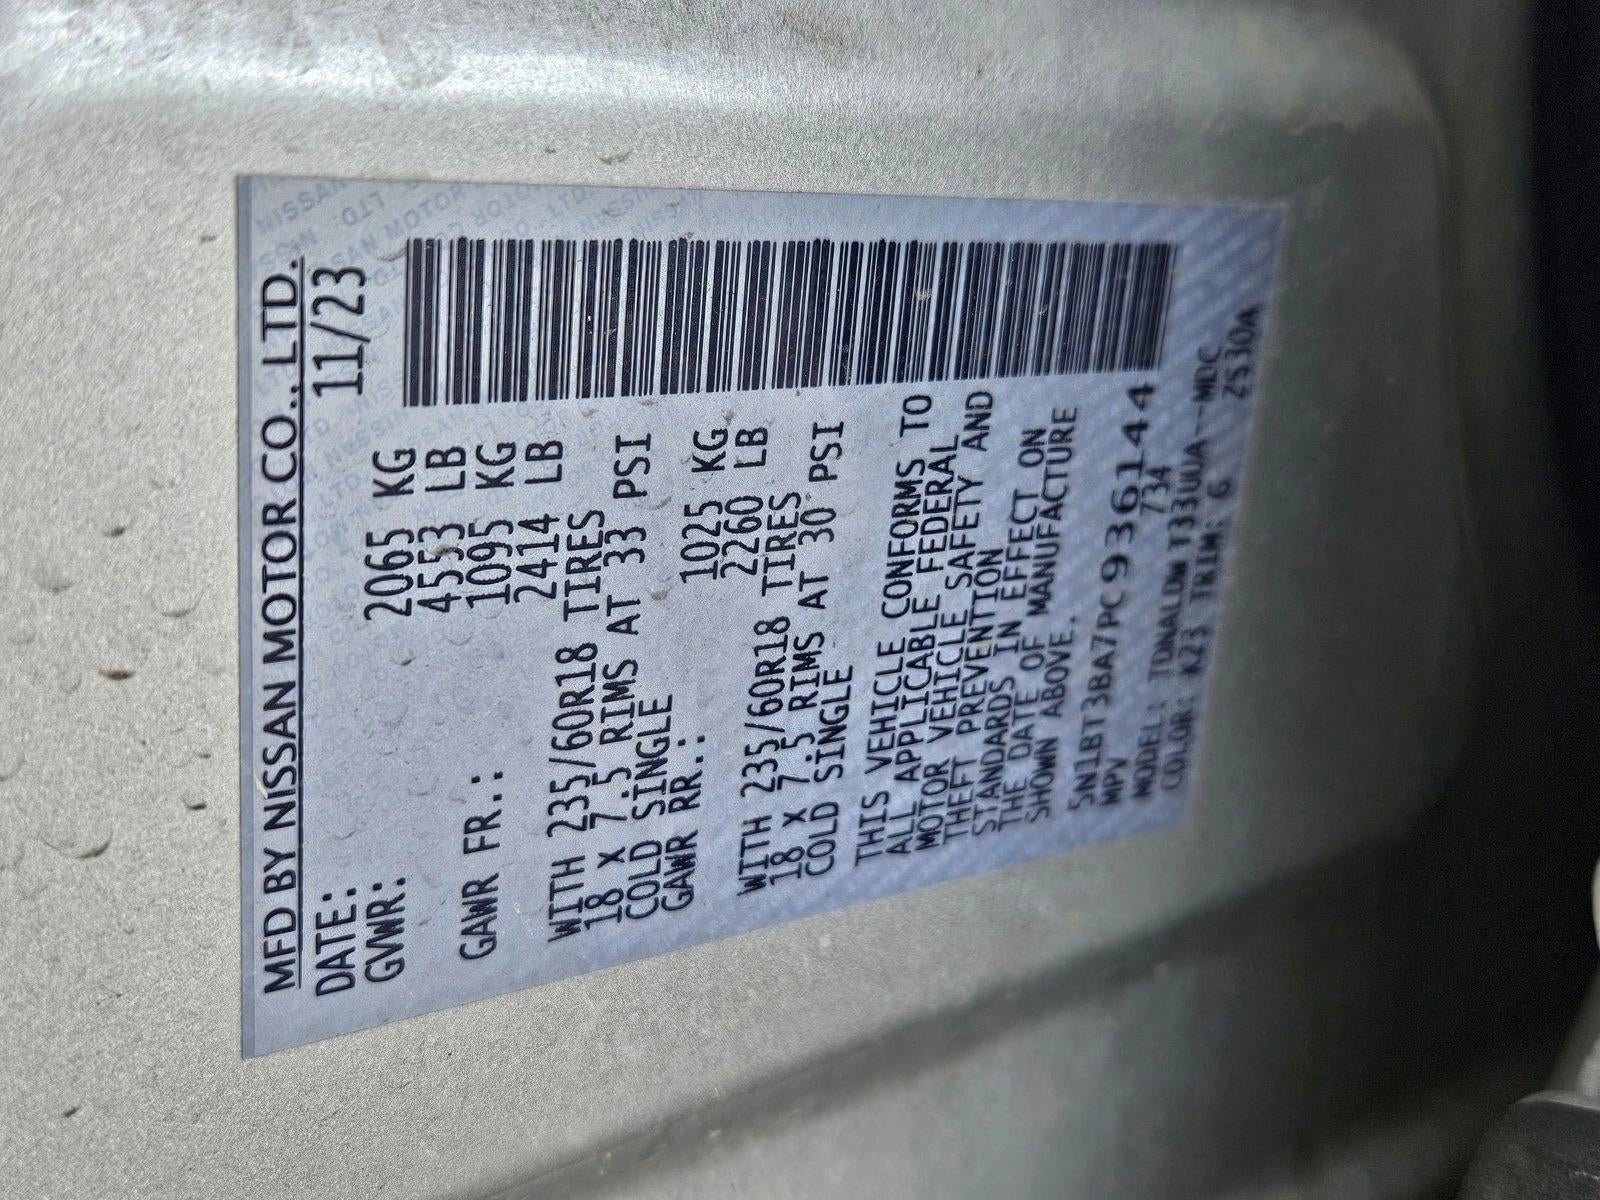 MFD BY NISSAN MOTOR CO., LTD.
DATE: 11/23
GVWR: 2065 KG
4553 LB
GAWR FR.: 1095 KG
2414 LB
WITH 235/60R18 TIRES
18 X 7.5 RIMS AT 33 PSI
COLD SINGLE
GAWR RR.: 1025 KG
2260 LB
WITH 235/60R18 TIRES
18 X 7.5 RIMS AT 30 PSI
COLD SINGLE
THIS VEHICLE CONFORMS TO
ALL APPLICABLE FEDERAL
MOTOR VEHICLE SAFETY AND
THEFT PREVENTION
STANDARDS IN EFFECT ON
THE DATE OF MANUFACTURE
SHOWN ABOVE.
5N1BT3BA7PC936144
MPV 734
MODEL: TDNALDW T33UUA--MDC
COLOR: K23 TRIM: G ZS30A